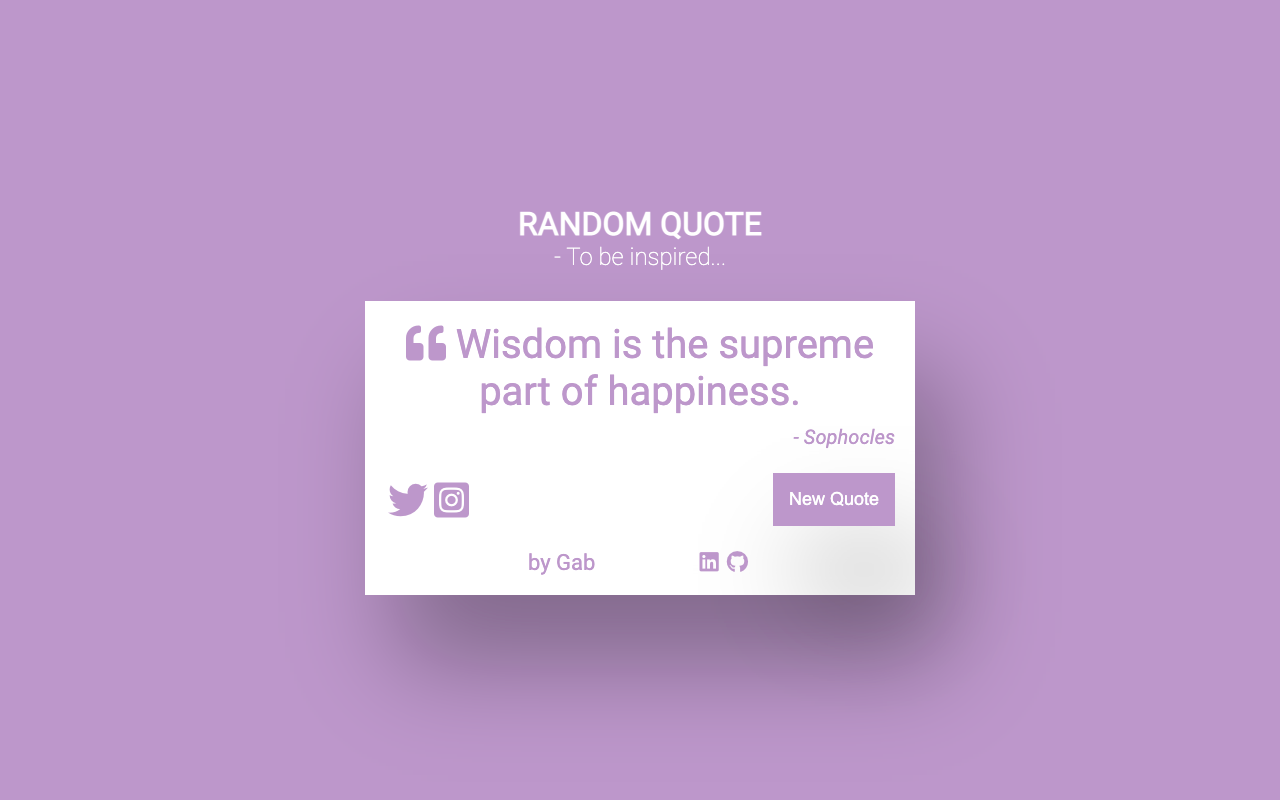 RANDOM QUOTE
- To be inspired...
Wisdom is the supreme
part of happiness.
- Sophocles
New Quote
by Gab